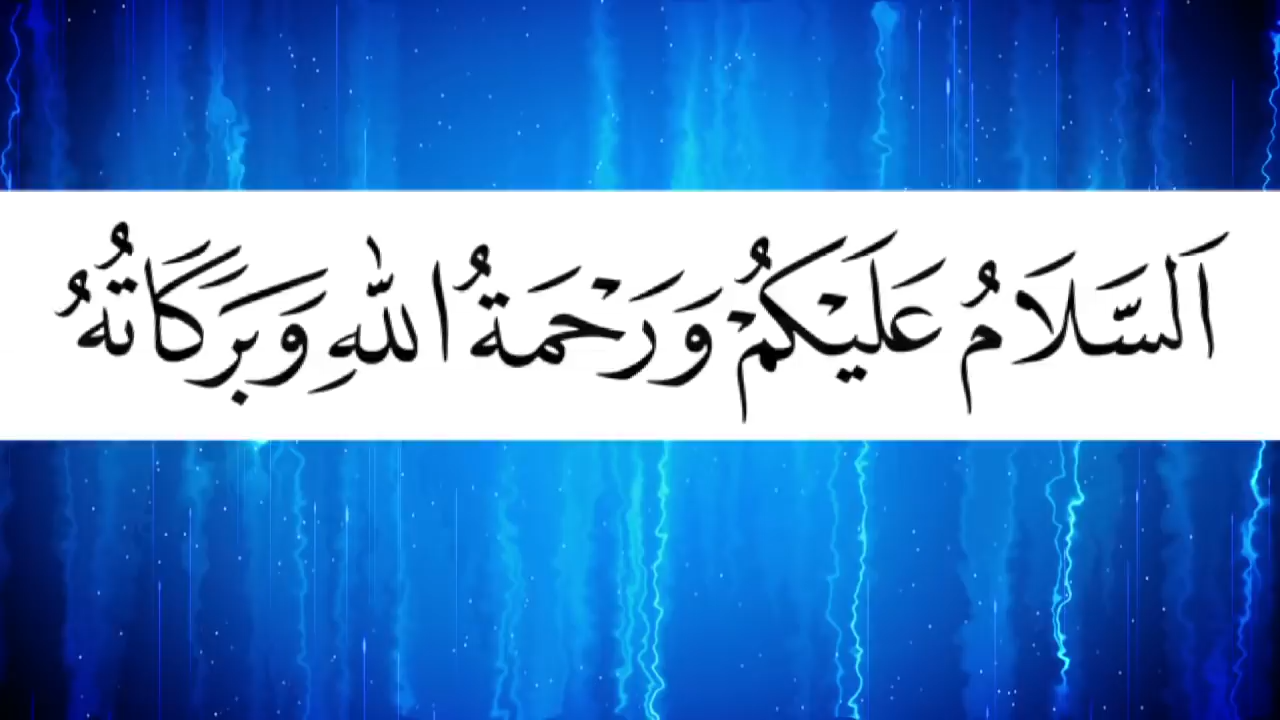 اَلسَّلَامُ عَلَيْكُمْ وَرَحْمَةُ اللهِ وَبَرَكَاتُهُ